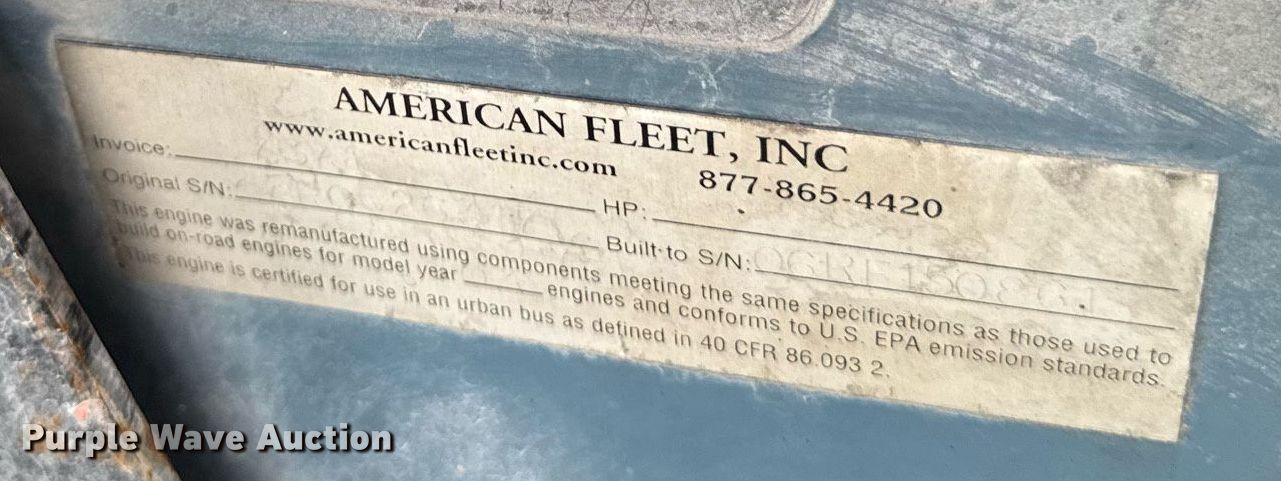 AMERICAN FLEET, INC
www.americanfleetinc.com 877-865-4420
Invoice: HP:
Original S/N: Built-to S/N:
This engine was remanufactured using components meeting the same specifications as those used to
build on-road engines for model year ______ engines and conforms to U.S. EPA emission standards.
This engine is certified for use in an urban bus as defined in 40 CFR 86.093 2.
Purple Wave Auction